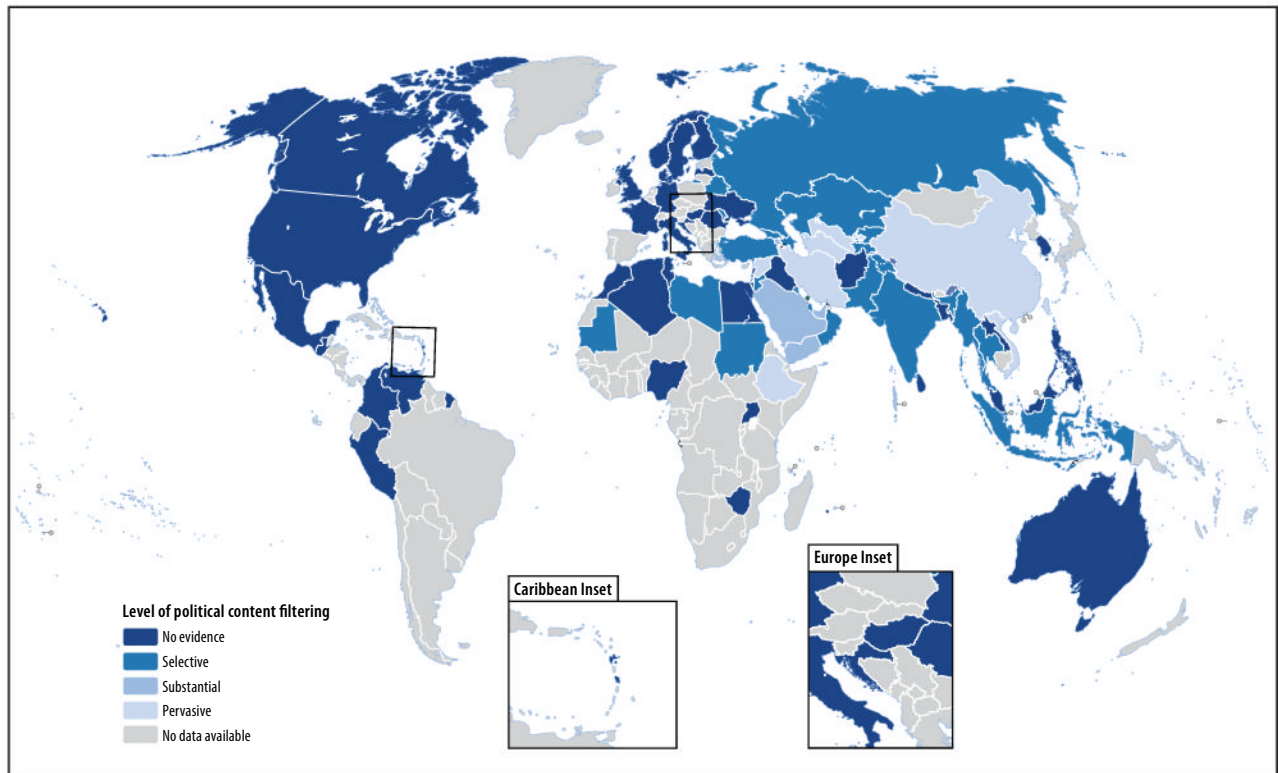 Europe Inset
Caribbean Inset
Level of political content filtering
No evidence
Selective
Substantial
Pervasive
No data available